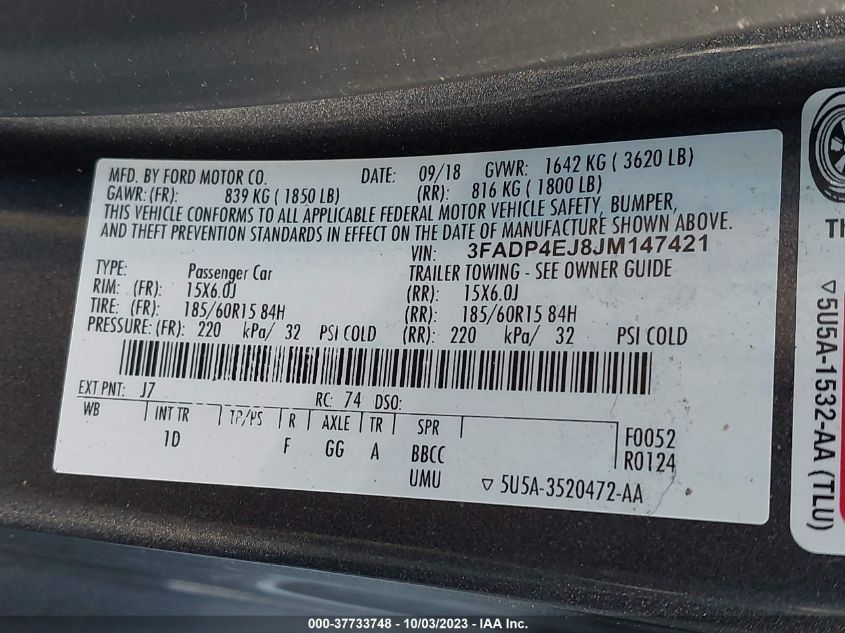 MFD. BY FORD MOTOR CO. DATE: 09/18 GVWR: 1642 KG ( 3620 LB)
GAWR: (FR): 839 KG ( 1850 LB) (RR): 816 KG ( 1800 LB)
THIS VEHICLE CONFORMS TO ALL APPLICABLE FEDERAL MOTOR VEHICLE SAFETY, BUMPER,
AND THEFT PREVENTION STANDARDS IN EFFECT ON THE DATE OF MANUFACTURE SHOWN ABOVE.
VIN: 3FADP4EJ8JM147421
TYPE: Passenger Car TRAILER TOWING - SEE OWNER GUIDE
RIM: (FR): 15X6.0J (RR): 15X6.0J
TIRE: (FR): 185/60R15 84H (RR): 185/60R15 84H
PRESSURE: (FR): 220 kPa/ 32 PSI COLD (RR): 220 kPa/ 32 PSI COLD
EXT PNT: J7 RC: 74 DSO:
WB INT TR TP/PS R AXLE TR SPR F0052
1D F GG A BBCC R0124
UMU ▽ 5U5A-3520472-AA
▽5U5A-1532-AA (TLU)
000-37733748 - 10/03/2023 - IAA Inc.